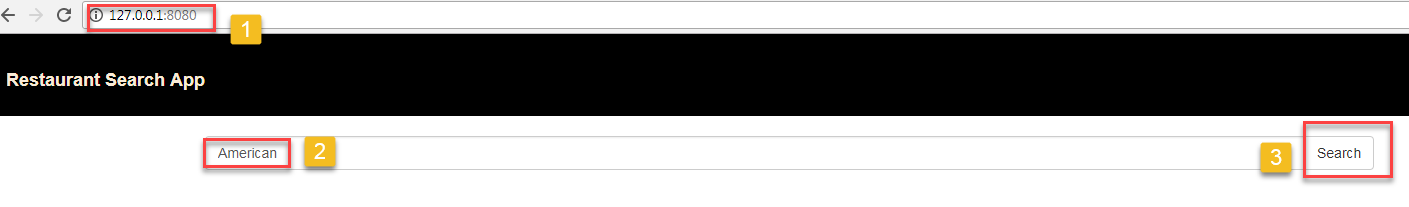 127.0.0.1:8080
1
Restaurant Search App
American
2
3
Search